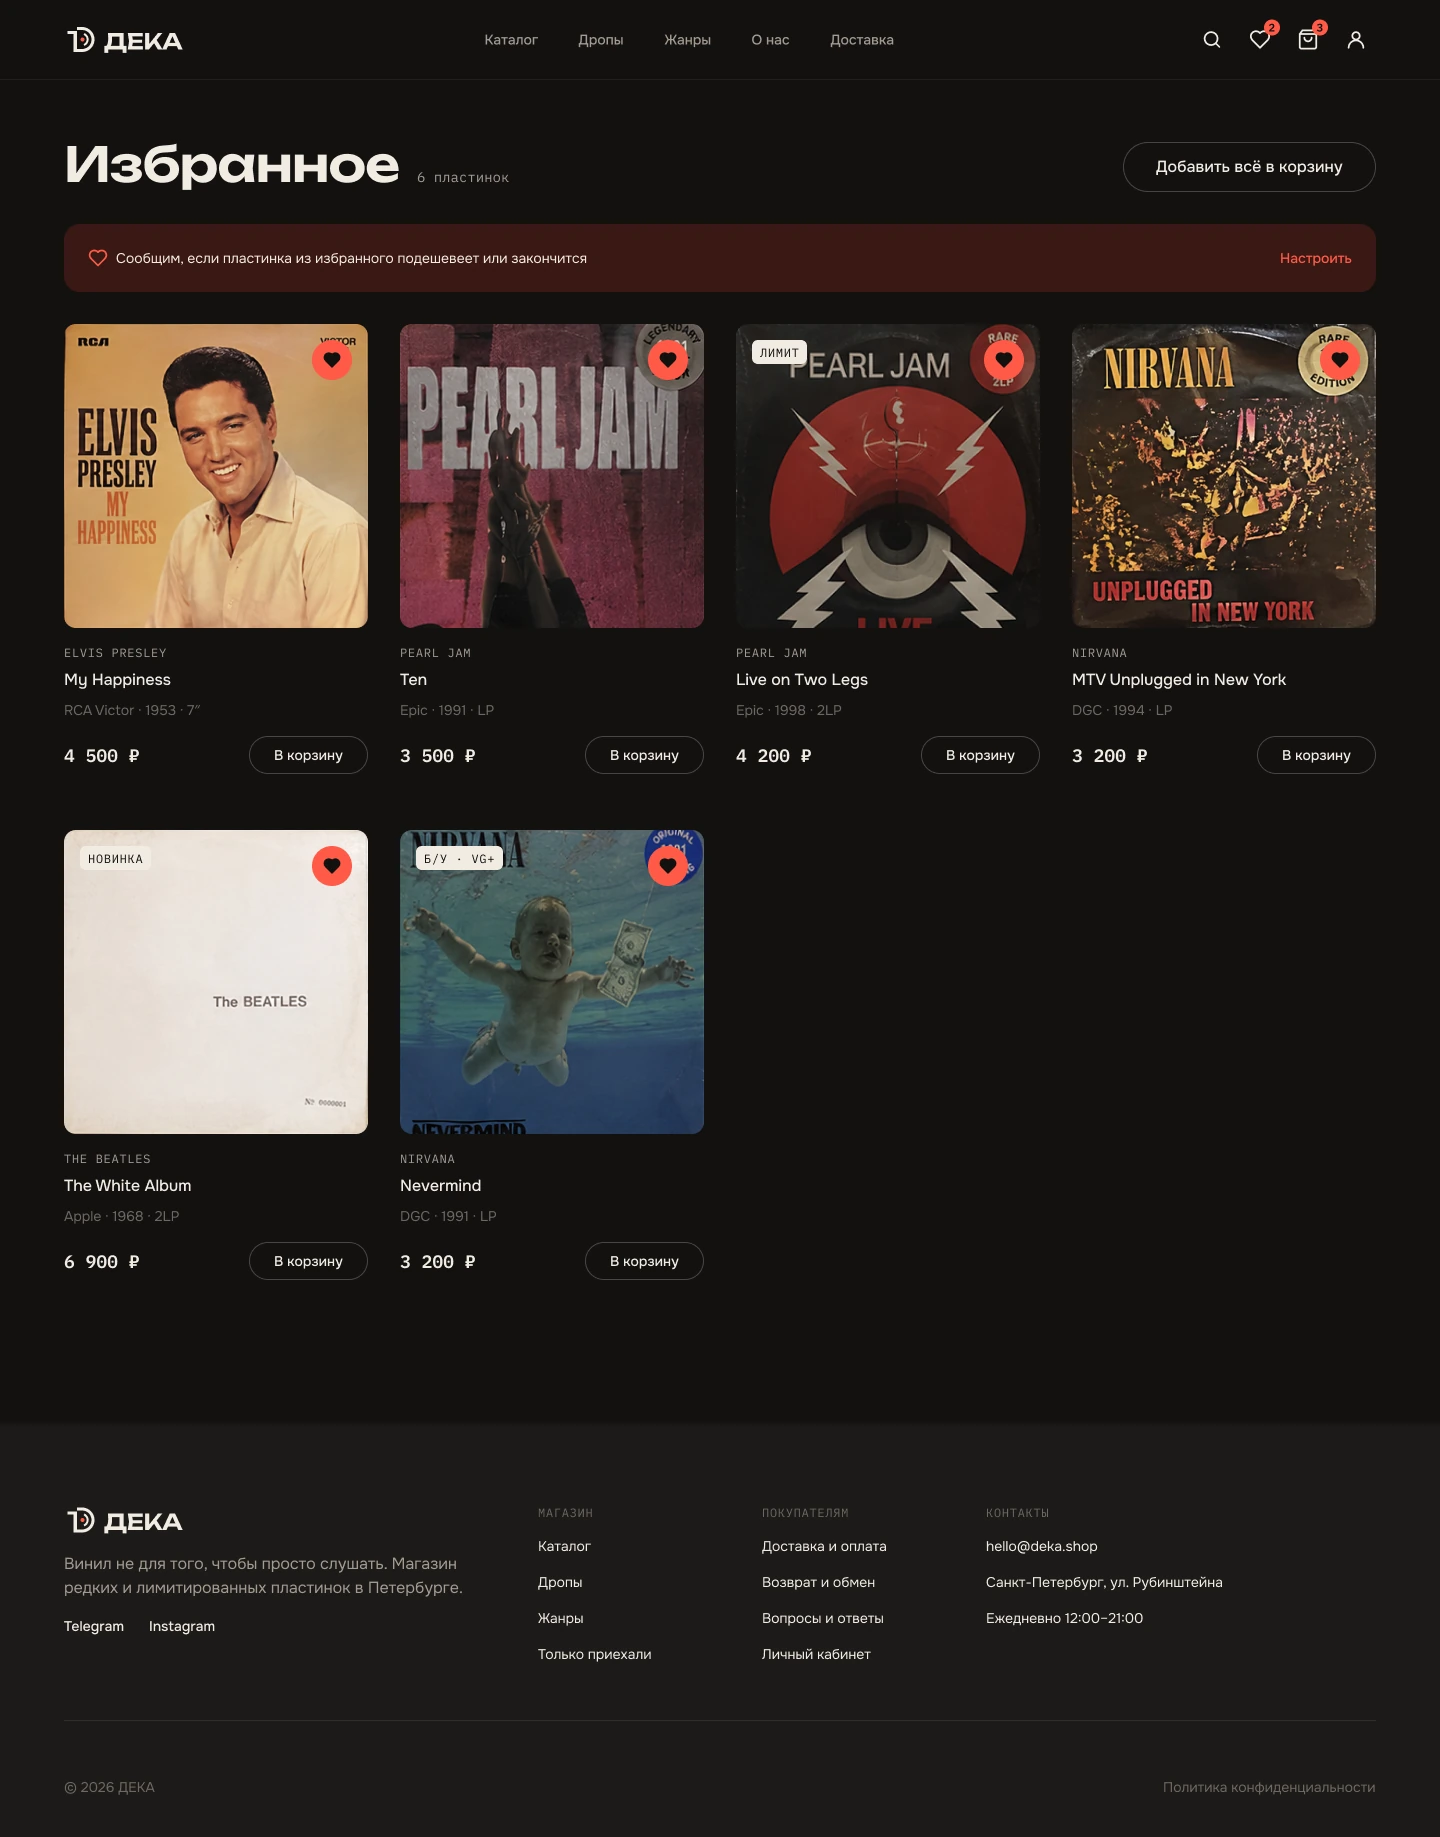 ДЕКА
Каталог
Дропы
Жанры
О нас
Доставка
2
3
Избранное
6 пластинок
Добавить всё в корзину
Сообщим, если пластинка из избранного подешевеет или закончится
Настроить
RCA
ELVIS
PRESLEY
MY
HAPPINESS
ELVIS PRESLEY
My Happiness
RCA Victor · 1953 · 7″
4 500 ₽
В корзину
LEGENDARY
PEARL JAM
PEARL JAM
Ten
Epic · 1991 · LP
3 500 ₽
В корзину
ЛИМИТ
PEARL JAM
RARE
2LP
LIVE
PEARL JAM
Live on Two Legs
Epic · 1998 · 2LP
4 200 ₽
В корзину
NIRVANA
RARE
EDITION
UNPLUGGED
IN NEW YORK
NIRVANA
MTV Unplugged in New York
DGC · 1994 · LP
3 200 ₽
В корзину
НОВИНКА
The BEATLES
№ 0000001
THE BEATLES
The White Album
Apple · 1968 · 2LP
6 900 ₽
В корзину
NIRVANA
Б/У · VG+
ORIGINAL
NEVERMIND
NIRVANA
Nevermind
DGC · 1991 · LP
3 200 ₽
В корзину
ДЕКА
Винил не для того, чтобы просто слушать. Магазин
редких и лимитированных пластинок в Петербурге.
Telegram
Instagram
МАГАЗИН
Каталог
Дропы
Жанры
Только приехали
ПОКУПАТЕЛЯМ
Доставка и оплата
Возврат и обмен
Вопросы и ответы
Личный кабинет
КОНТАКТЫ
hello@deka.shop
Санкт-Петербург, ул. Рубинштейна
Ежедневно 12:00–21:00
© 2026 ДЕКА
Политика конфиденциальности